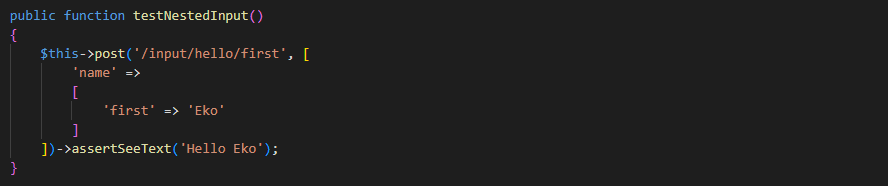 public function testNestedInput()
{
    $this->post('/input/hello/first', [
        'name' =>
        [
            'first' => 'Eko'
        ]
    ])->assertSeeText('Hello Eko');
}